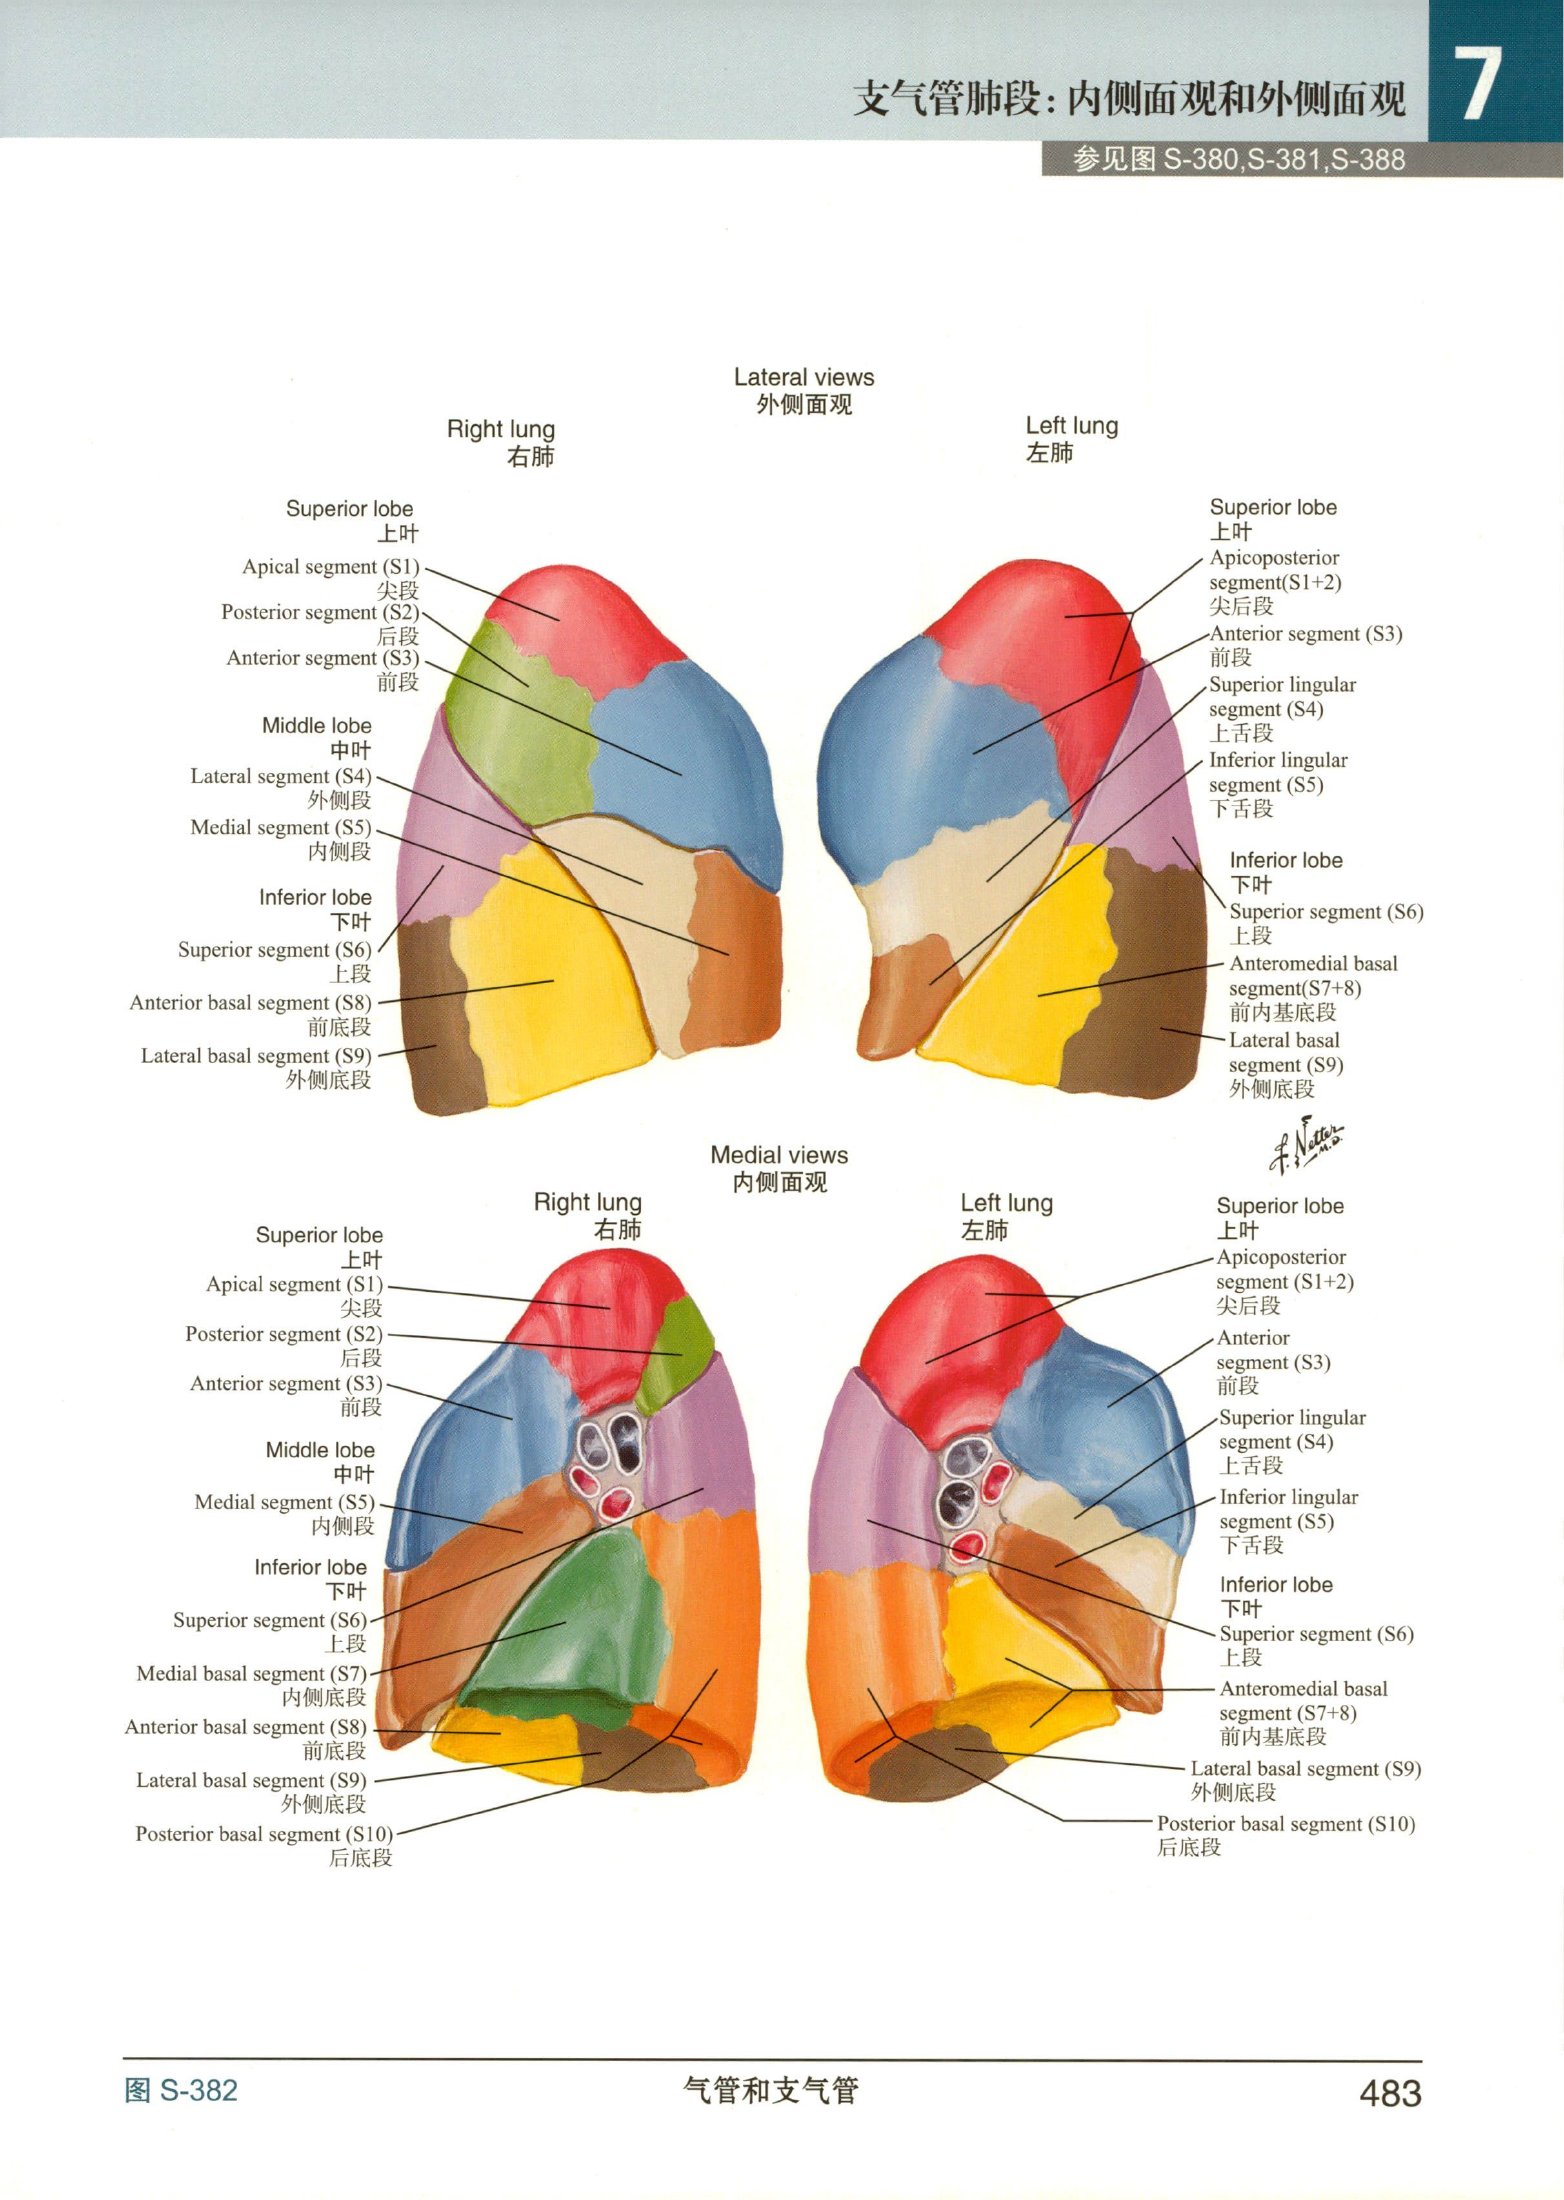 支气管肺段：内侧面观和外侧面观
7
参见图 S-380,S-381,S-388
Lateral views
外侧面观
Right lung
右肺
Superior lobe
上叶
Apical segment (S1)
尖段
Posterior segment (S2)
后段
Anterior segment (S3)
前段
Middle lobe
中叶
Lateral segment (S4)
外侧段
Medial segment (S5)
内侧段
Inferior lobe
下叶
Superior segment (S6)
上段
Anterior basal segment (S8)
前底段
Lateral basal segment (S9)
外侧底段
Left lung
左肺
Superior lobe
上叶
Apicoposterior
segment(S1+2)
尖后段
Anterior segment (S3)
前段
Superior lingular
segment (S4)
上舌段
Inferior lingular
segment (S5)
下舌段
Inferior lobe
下叶
Superior segment (S6)
上段
Anteromedial basal
segment(S7+8)
前内基底段
Lateral basal
segment (S9)
外侧底段
F. Netter
M.D.
Medial views
内侧面观
Right lung
右肺
Superior lobe
上叶
Apical segment (S1)
尖段
Posterior segment (S2)
后段
Anterior segment (S3)
前段
Middle lobe
中叶
Medial segment (S5)
内侧段
Inferior lobe
下叶
Superior segment (S6)
上段
Medial basal segment (S7)
内侧底段
Anterior basal segment (S8)
前底段
Lateral basal segment (S9)
外侧底段
Posterior basal segment (S10)
后底段
Left lung
左肺
Superior lobe
上叶
Apicoposterior
segment (S1+2)
尖后段
Anterior
segment (S3)
前段
Superior lingular
segment (S4)
上舌段
Inferior lingular
segment (S5)
下舌段
Inferior lobe
下叶
Superior segment (S6)
上段
Anteromedial basal
segment (S7+8)
前内基底段
Lateral basal segment (S9)
外侧底段
Posterior basal segment (S10)
后底段
图 S-382
气管和支气管
483